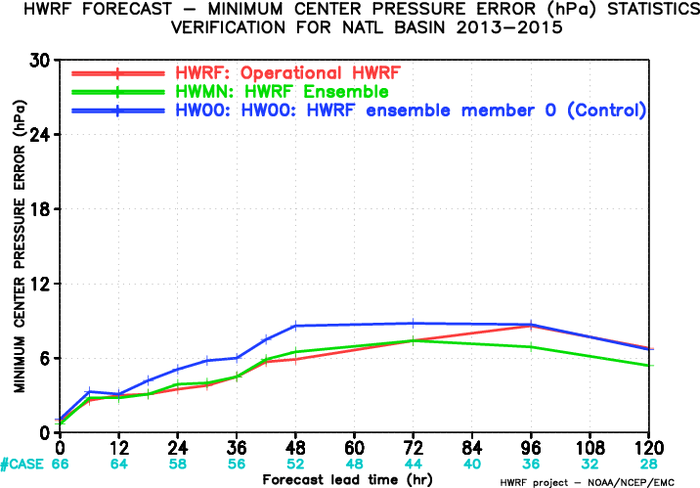 HWRF FORECAST – MINIMUM CENTER PRESSURE ERROR (hPa) STATISTICS
VERIFICATION FOR NATL BASIN 2013–2015
MINIMUM CENTER PRESSURE ERROR (hPa)
30
24
18
12
6
0
HWRF: Operational HWRF
HWMN: HWRF Ensemble
HW00: HW00: HWRF ensemble member 0 (Control)
0 12 24 36 48 60 72 84 96 108 120
#CASE 66 64 58 56 52 48 44 40 36 32 28
Forecast lead time (hr)
HWRF project – NOAA/NCEP/EMC